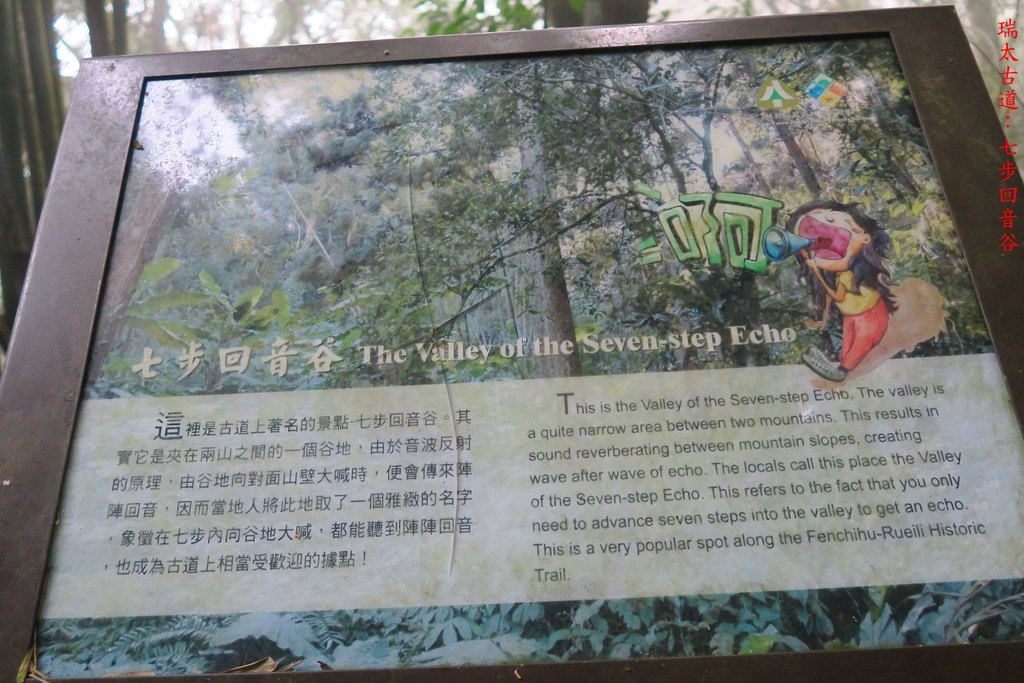 瑞太古道：七步回音谷
啊
七步回音谷 The Valley of the Seven-step Echo
這裡是古道上著名的景點-七步回音谷。其
實它是夾在兩山之間的一個谷地，由於音波反射
的原理，由谷地向對面山壁大喊時，便會傳來陣
陣回音，因而當地人將此地取了一個雅緻的名字
，象徵在七步內向谷地大喊，都能聽到陣陣回音
，也成為古道上相當受歡迎的據點！
This is the Valley of the Seven-step Echo. The valley is
a quite narrow area between two mountains. This results in
sound reverberating between mountain slopes, creating
wave after wave of echo. The locals call this place the Valley
of the Seven-step Echo. This refers to the fact that you only
need to advance seven steps into the valley to get an echo.
This is a very popular spot along the Fenchihu-Rueili Historic
Trail.